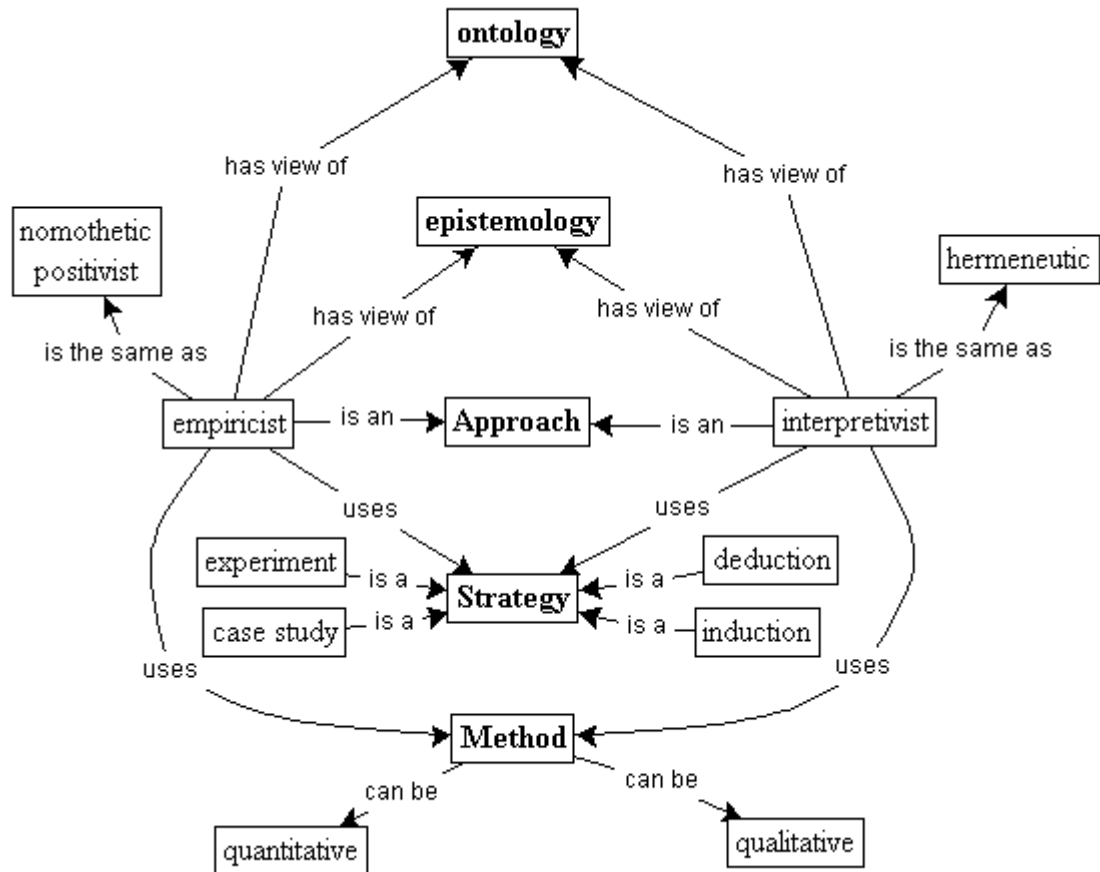 ontology
has view of
has view of
epistemology
nomothetic
positivist
hermeneutic
has view of
has view of
is the same as
is the same as
empiricist
is an
Approach
is an
interpretivist
uses
uses
experiment
is a
Strategy
is a
deduction
case study
is a
is a
induction
uses
uses
Method
can be
can be
quantitative
qualitative